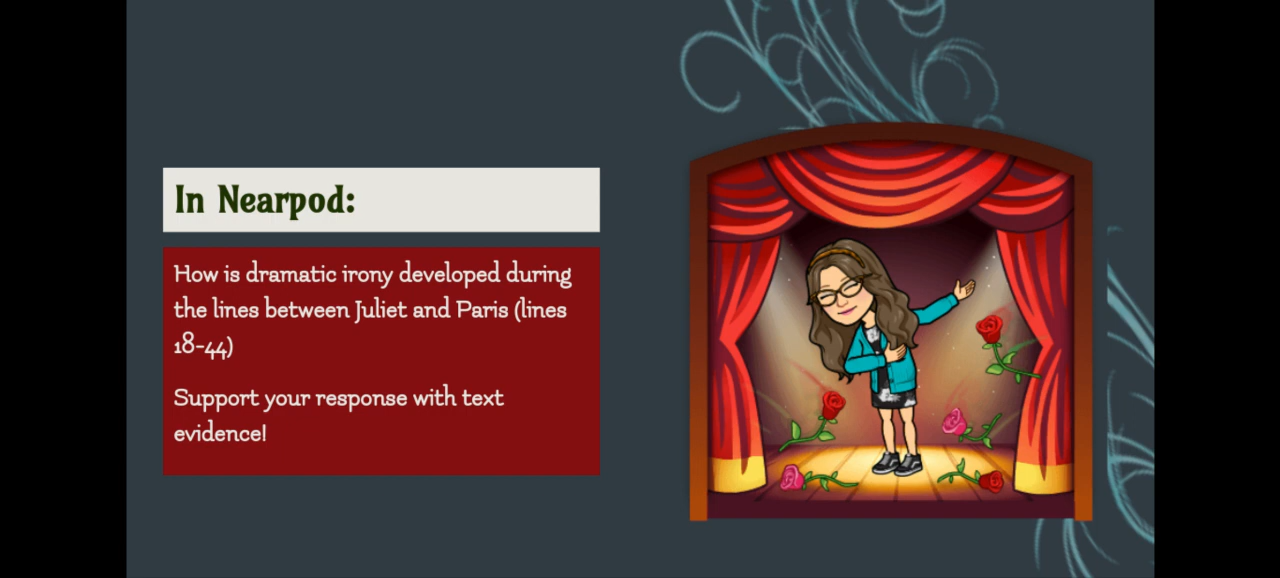 In Nearpod:
How is dramatic irony developed during
the lines between Juliet and Paris (lines
18-44)
Support your response with text
evidence!